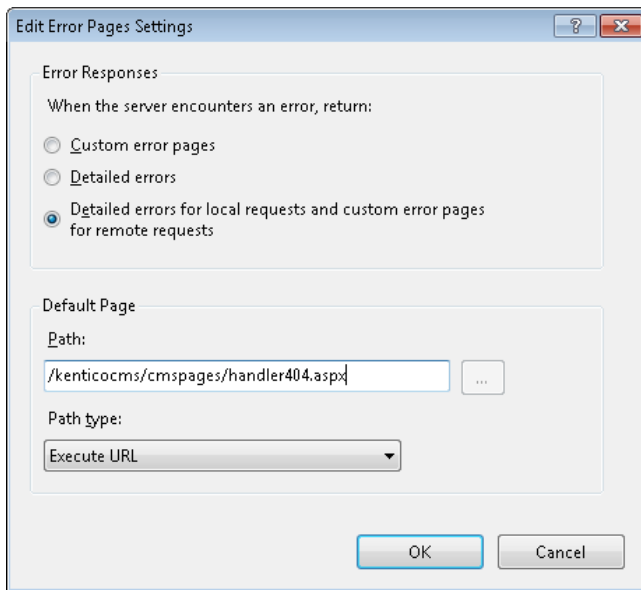 Edit Error Pages Settings
?
Error Responses
When the server encounters an error, return:
Custom error pages
Detailed errors
Detailed errors for local requests and custom error pages
for remote requests
Default Page
Path:
/kenticocms/cmspages/handler404.aspx
...
Path type:
Execute URL
OK
Cancel